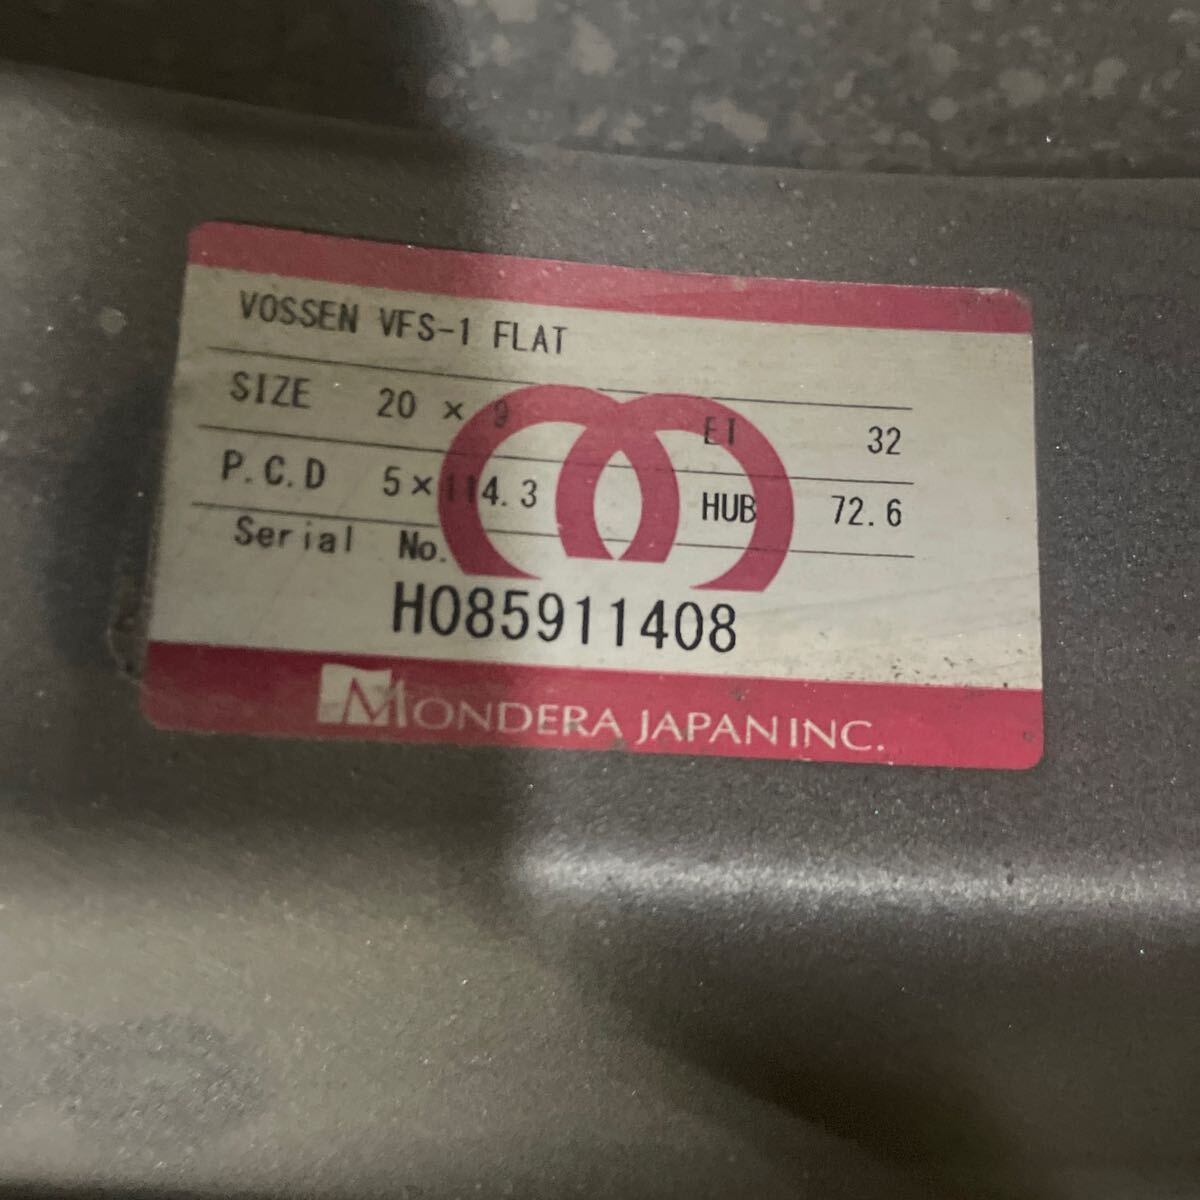 VOSSEN VFS-1 FLAT
SIZE 20 × 9 ET 32
P.C.D 5×114.3 HUB 72.6
Serial No.
H085911408
MONDERA JAPAN INC.